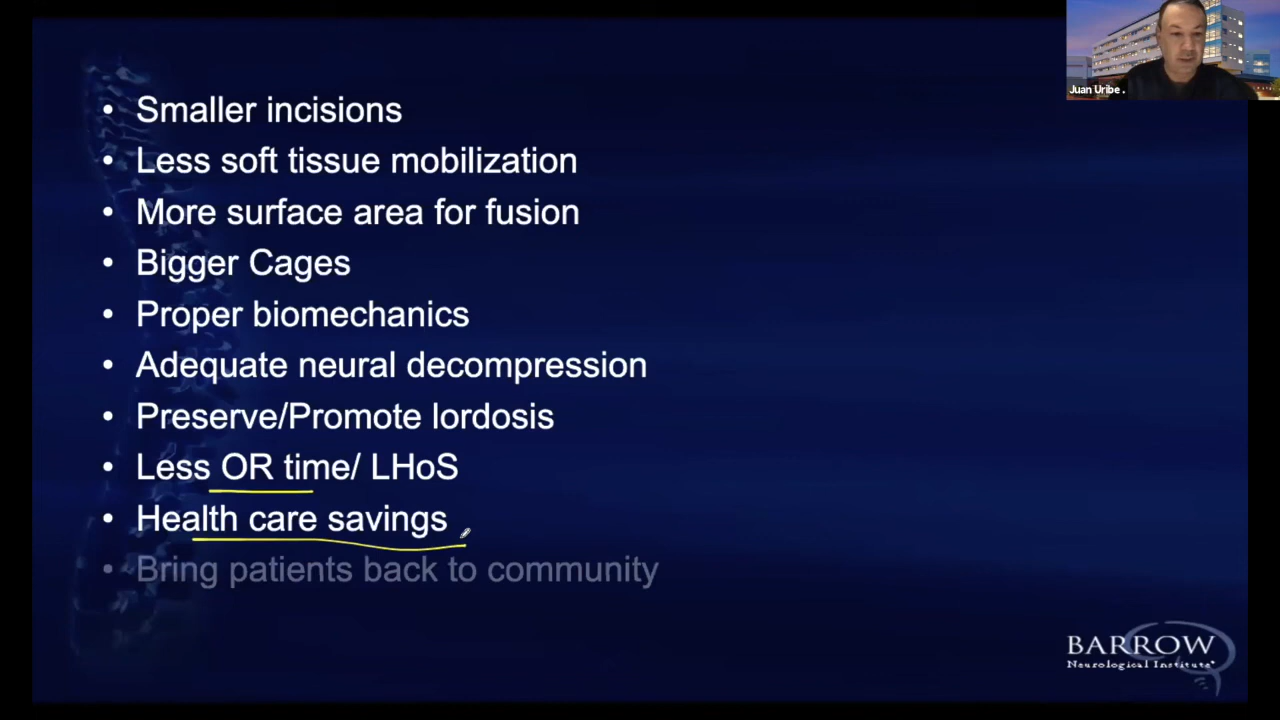 Juan Uribe .
• Smaller incisions
• Less soft tissue mobilization
• More surface area for fusion
• Bigger Cages
• Proper biomechanics
• Adequate neural decompression
• Preserve/Promote lordosis
• Less OR time/ LHoS
• Health care savings
• Bring patients back to community
BARROW
Neurological Institute®